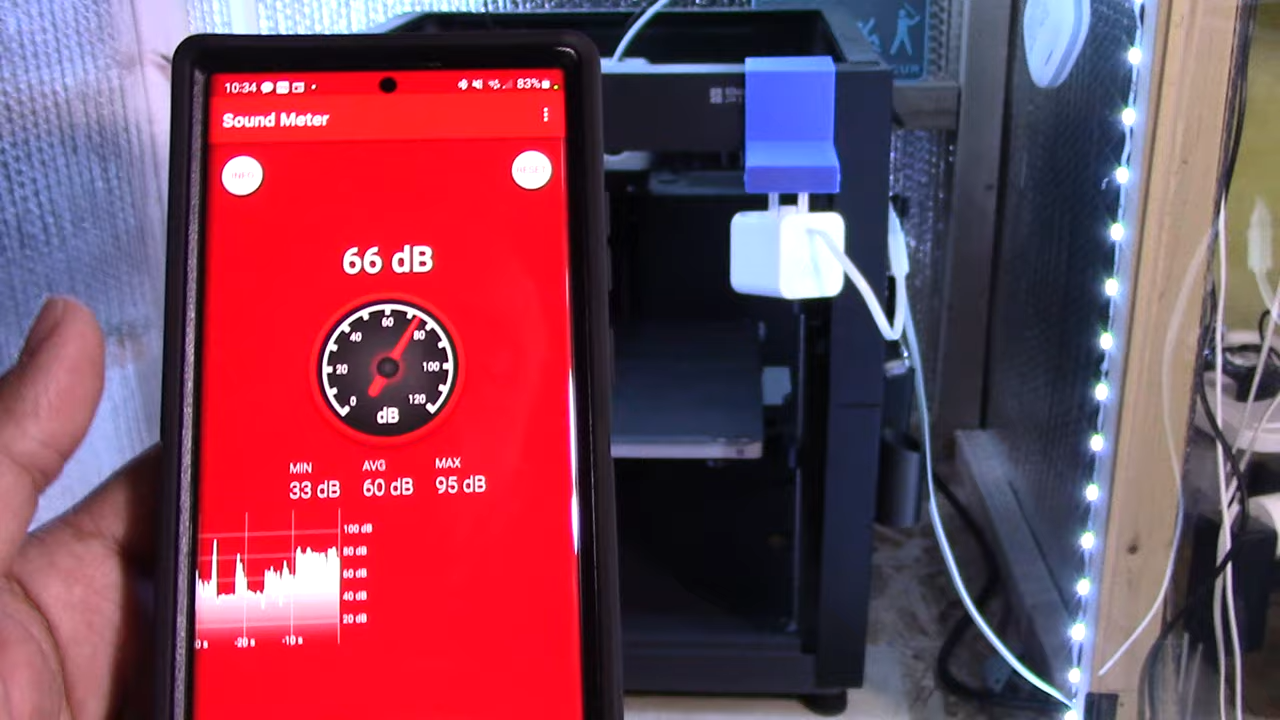 10:34
83%
Sound Meter
INFO
RESET
66 dB
60
40
80
20
100
0
120
dB
MIN
AVG
MAX
33 dB
60 dB
95 dB
100 dB
80 dB
60 dB
40 dB
20 dB
0 s
-20 s
-10 s